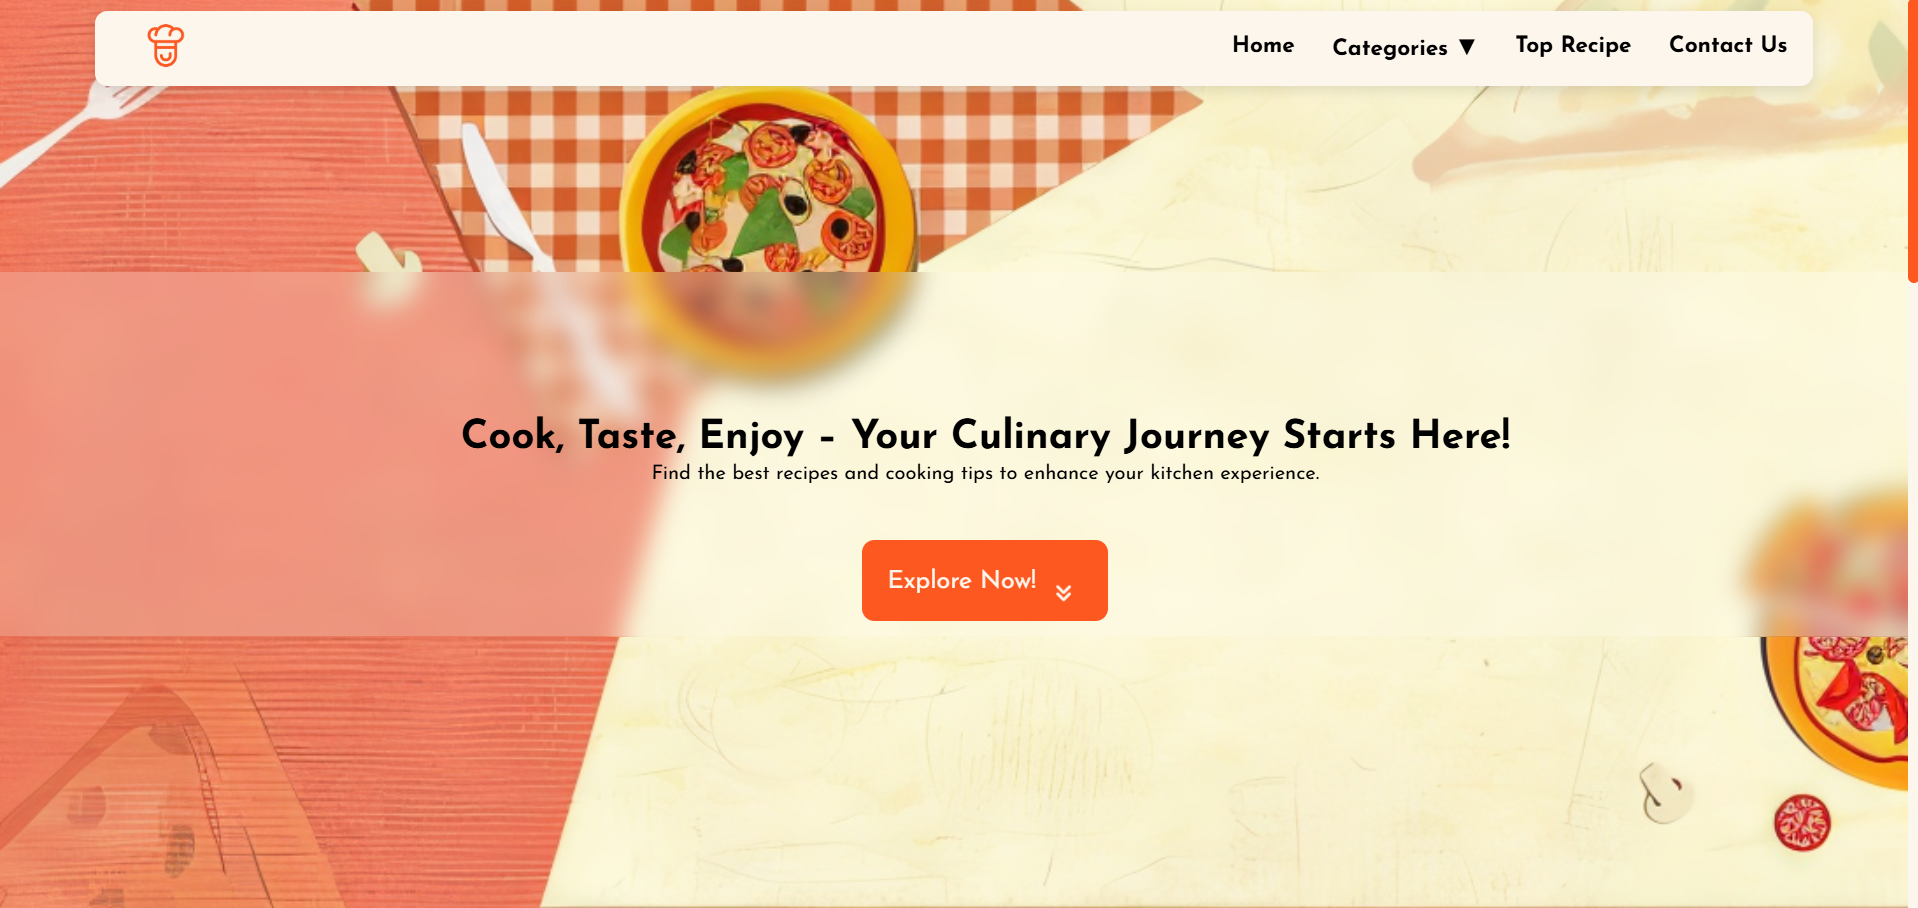 Home Categories ▼ Top Recipe Contact Us
Cook, Taste, Enjoy – Your Culinary Journey Starts Here!
Find the best recipes and cooking tips to enhance your kitchen experience.
Explore Now!